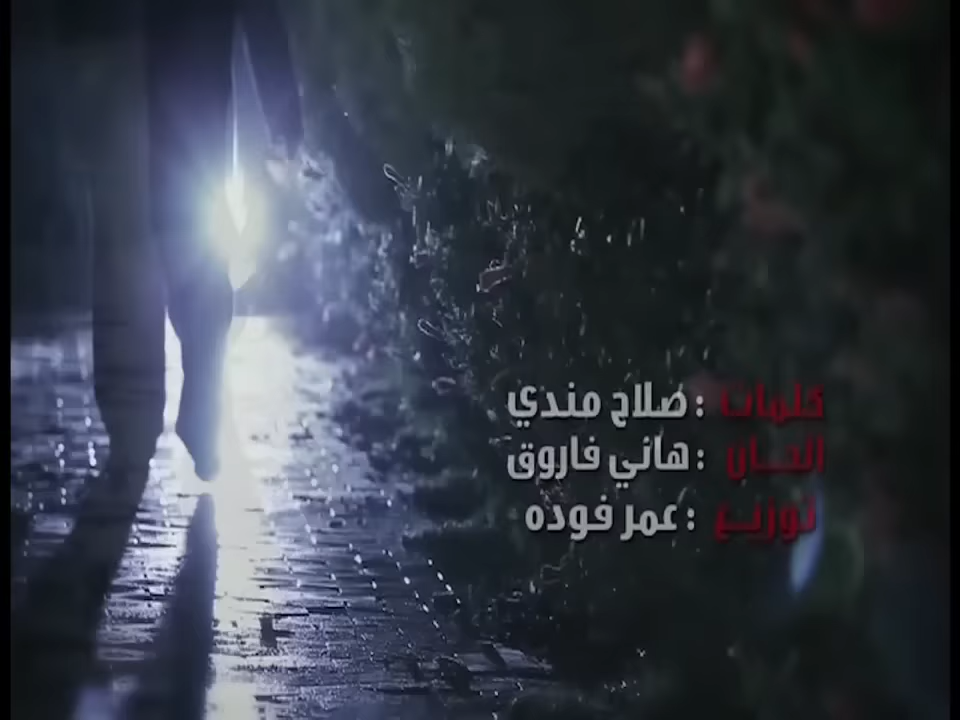 كلمات : صلاح مندي
الحان : هاني فاروق
توزيع : عمر فوده